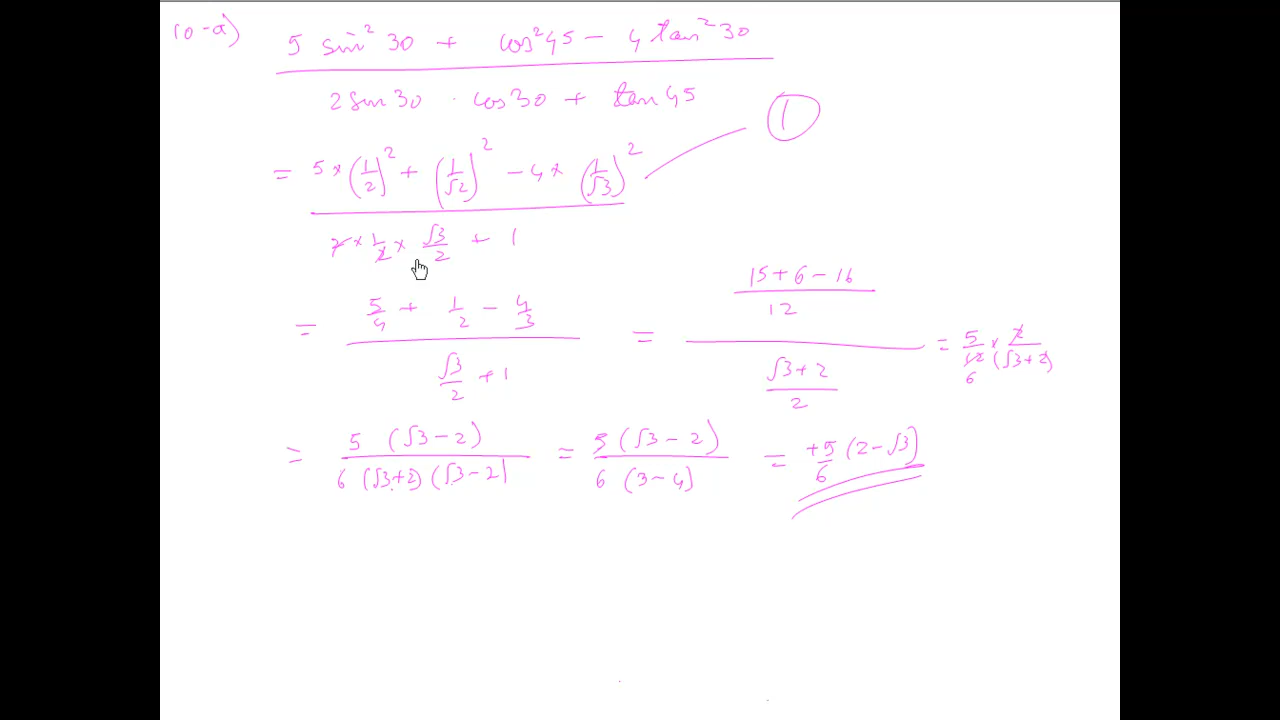 10-a) (5 sin² 30 + cos² 45 − 4 tan² 30) / (2 sin 30 · cos 30 + tan 45)
= (5 × (1/2)² + (1/√2)² − 4 × (1/√3)²) / (2 × 1/2 × √3/2 + 1) ①
= (5/4 + 1/2 − 4/3) / (√3/2 + 1) = ((15 + 6 − 16)/12) / ((√3 + 2)/2) = 5/12 6 × 2/(√3 + 2)
= 5 (√3 − 2) / 6 (√3 + 2) (√3 − 2) = 5 (√3 − 2) / 6 (3 − 4) = +5/6 (2 − √3)